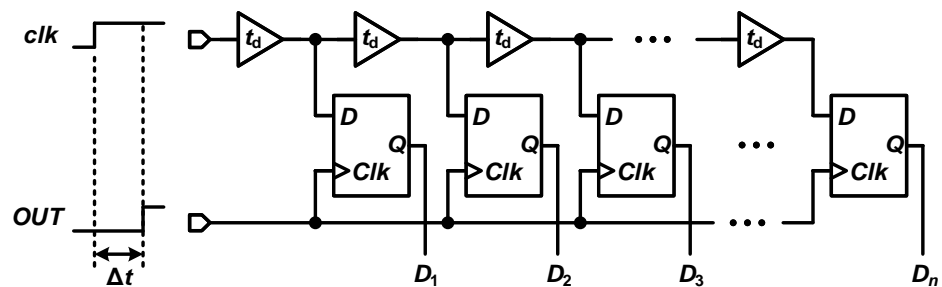 clk
t_d t_d t_d ••• t_d
D D D D
Q Q Q ••• Q
Clk Clk Clk Clk
OUT •••
Δt D_1 D_2 D_3 D_n